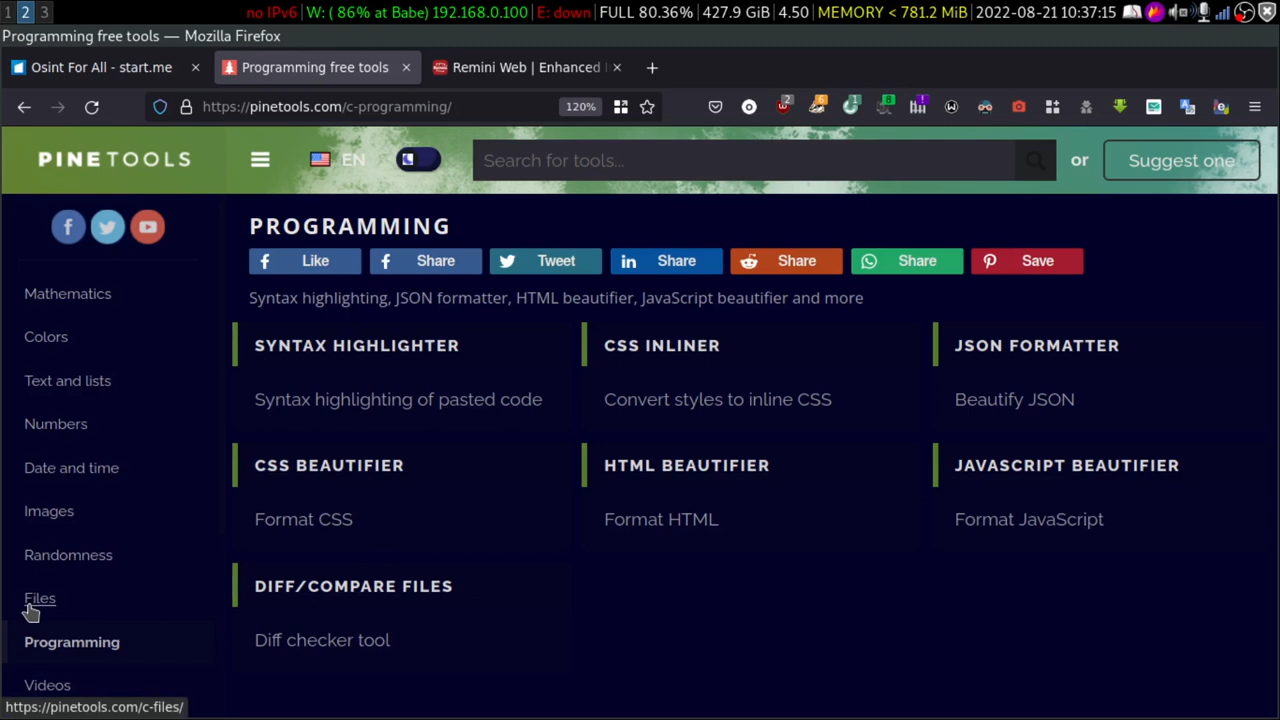 1 2 3 no IPv6 | W: ( 86% at Babe) 192.168.0.100 | E: down | FULL 80.36% | 427.9 GiB | 4.50 | MEMORY < 781.2 MiB | 2022-08-21 10:37:15
Programming free tools — Mozilla Firefox
Osint For All - start.me Programming free tools Remini Web | Enhanced
https://pinetools.com/c-programming/ 120% 2 6 1 8 !
PINETOOLS EN Search for tools... or Suggest one
PROGRAMMING
Like Share Tweet Share Share Share Save
Syntax highlighting, JSON formatter, HTML beautifier, JavaScript beautifier and more
Mathematics
Colors
Text and lists
Numbers
Date and time
Images
Randomness
Files
Programming
Videos
SYNTAX HIGHLIGHTER
Syntax highlighting of pasted code
CSS INLINER
Convert styles to inline CSS
JSON FORMATTER
Beautify JSON
CSS BEAUTIFIER
Format CSS
HTML BEAUTIFIER
Format HTML
JAVASCRIPT BEAUTIFIER
Format JavaScript
DIFF/COMPARE FILES
Diff checker tool
https://pinetools.com/c-files/